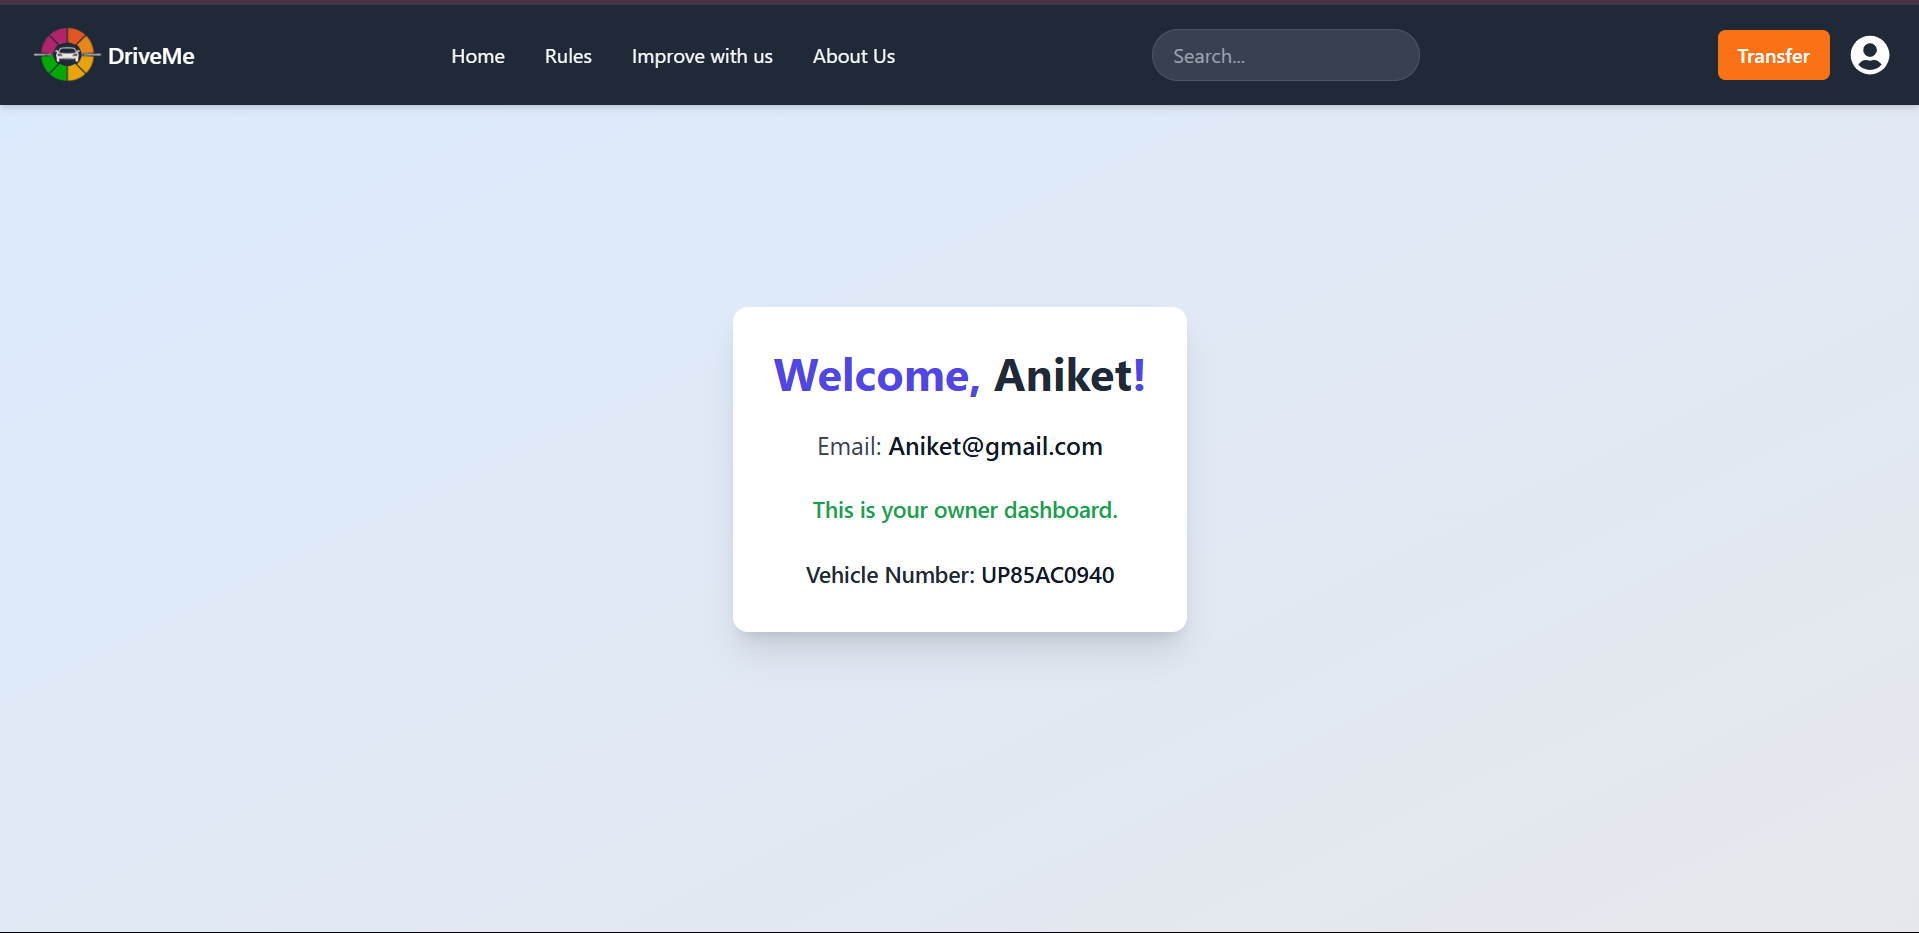 DriveMe
Home
Rules
Improve with us
About Us
Search...
Transfer
Welcome, Aniket!
Email: Aniket@gmail.com
This is your owner dashboard.
Vehicle Number: UP85AC0940